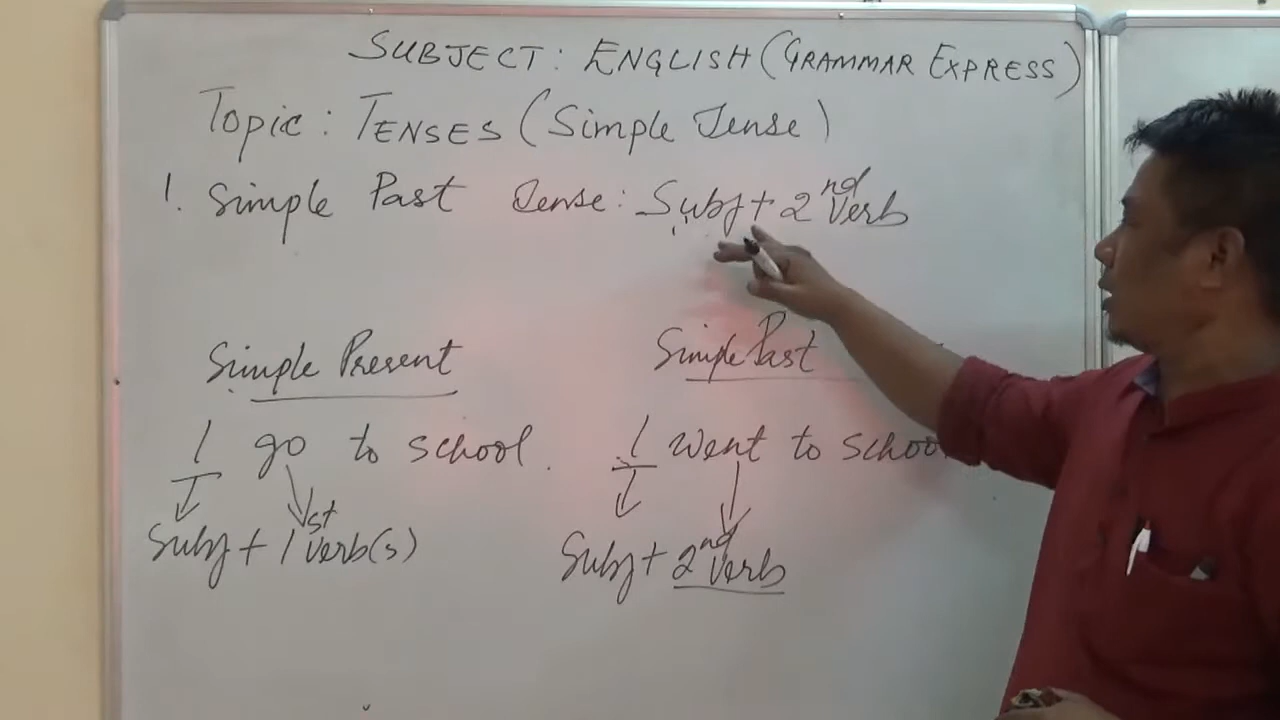 SUBJECT: ENGLISH (GRAMMAR EXPRESS)
Topic: TENSES (Simple Tense)
1. Simple Past Tense: Subj + 2nd Verb
Simple Present
Simple Past
I go to school.
I went to school
Subj + 1st verb(s)
Subj + 2nd verb